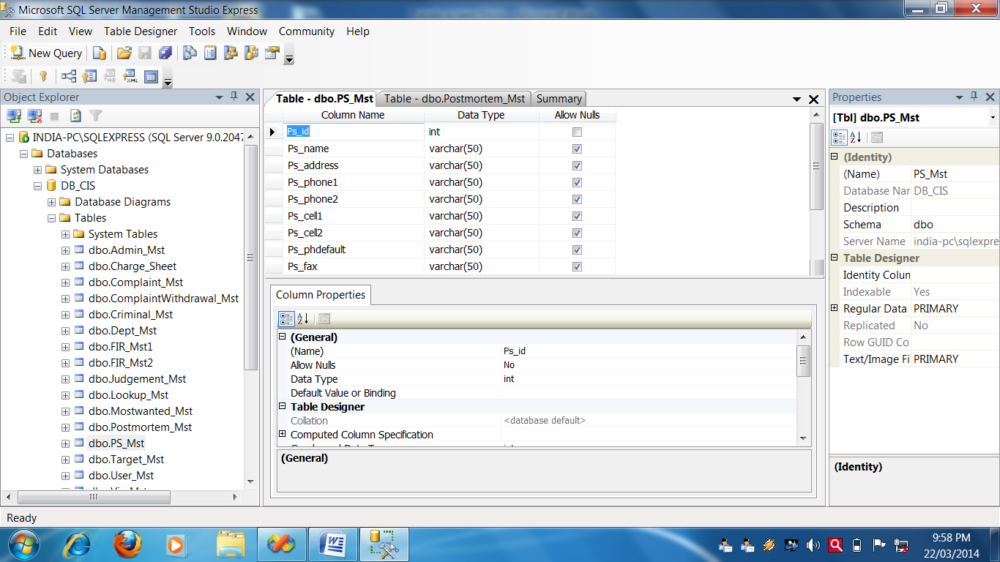 Microsoft SQL Server Management Studio Express
File Edit View Table Designer Tools Window Community Help
New Query
Object Explorer
INDIA-PC\SQLEXPRESS (SQL Server 9.0.2047
Databases
System Databases
DB_CIS
Database Diagrams
Tables
System Tables
dbo.Admin_Mst
dbo.Charge_Sheet
dbo.Complaint_Mst
dbo.ComplaintWithdrawal_Mst
dbo.Criminal_Mst
dbo.Dept_Mst
dbo.FIR_Mst1
dbo.FIR_Mst2
dbo.Judgement_Mst
dbo.Lookup_Mst
dbo.Mostwanted_Mst
dbo.Postmortem_Mst
dbo.PS_Mst
dbo.Target_Mst
dbo.User_Mst
Table - dbo.PS_Mst Table - dbo.Postmortem_Mst Summary
Column Name Data Type Allow Nulls
Ps_id int
Ps_name varchar(50)
Ps_address varchar(50)
Ps_phone1 varchar(50)
Ps_phone2 varchar(50)
Ps_cell1 varchar(50)
Ps_cell2 varchar(50)
Ps_phdefault varchar(50)
Ps_fax varchar(50)
Column Properties
(General)
(Name) Ps_id
Allow Nulls No
Data Type int
Default Value or Binding
Table Designer
Collation <database default>
Computed Column Specification
(General)
Properties
[Tbl] dbo.PS_Mst
(Identity)
(Name) PS_Mst
Database Nar DB_CIS
Description
Schema dbo
Server Name india-pc\sqlexpre
Table Designer
Identity Colun
Indexable Yes
Regular Data PRIMARY
Replicated No
Row GUID Co
Text/Image Fi PRIMARY
(Identity)
Ready
9:58 PM
22/03/2014